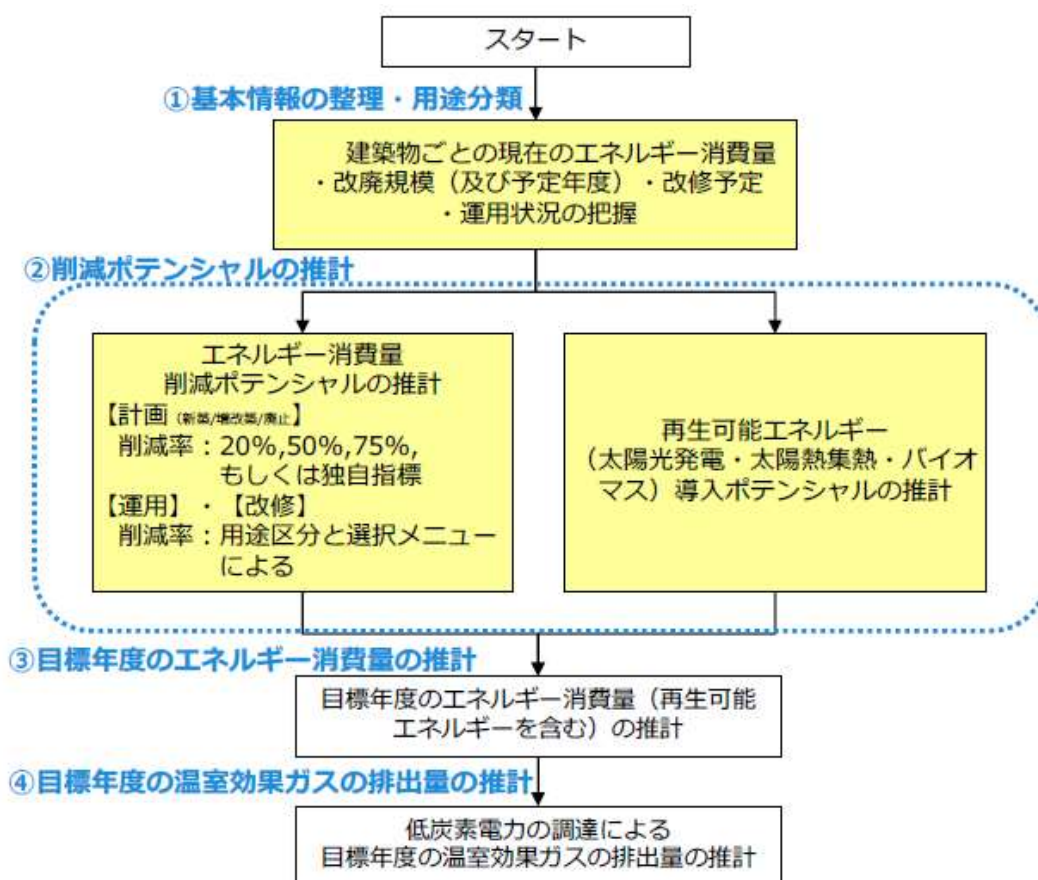 スタート
①基本情報の整理・用途分類
建築物ごとの現在のエネルギー消費量
・改廃規模（及び予定年度）・改修予定
・運用状況の把握
②削減ポテンシャルの推計
エネルギー消費量
削減ポテンシャルの推計
【計画（新築/増改築/廃止】
削減率：20%,50%,75%,
もしくは独自指標
【運用】・【改修】
削減率：用途区分と選択メニュー
による
再生可能エネルギー
（太陽光発電・太陽熱集熱・バイオ
マス）導入ポテンシャルの推計
③目標年度のエネルギー消費量の推計
目標年度のエネルギー消費量（再生可能
エネルギーを含む）の推計
④目標年度の温室効果ガスの排出量の推計
低炭素電力の調達による
目標年度の温室効果ガスの排出量の推計